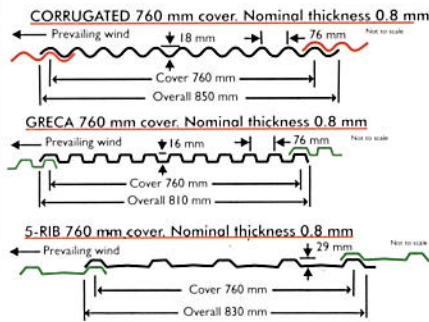 CORRUGATED 760 mm cover. Nominal thickness 0.8 mm
Prevailing wind
18 mm
76 mm
Not to scale
Cover 760 mm
Overall 850 mm
GRECA 760 mm cover. Nominal thickness 0.8 mm
Prevailing wind
16 mm
76 mm
Not to scale
Cover 760 mm
Overall 810 mm
5-RIB 760 mm cover. Nominal thickness 0.8 mm
Prevailing wind
29 mm
Not to scale
Cover 760 mm
Overall 830 mm